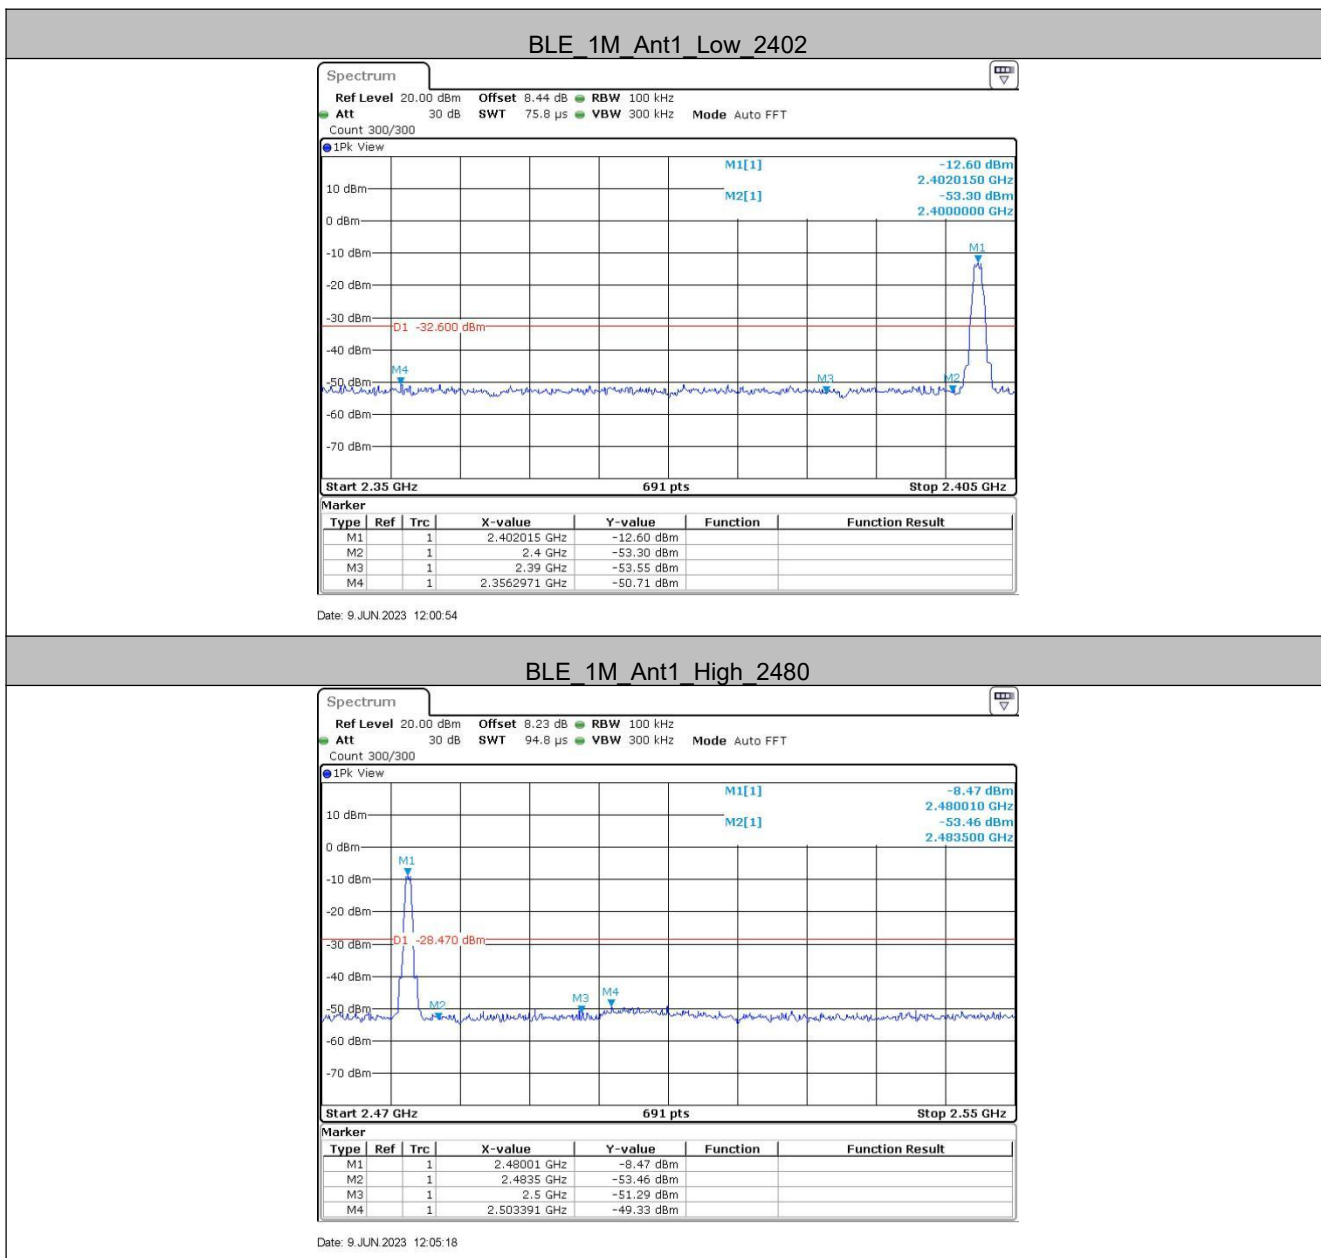 BLE_1M_Ant1_Low_2402
Spectrum
Ref Level 20.00 dBm Offset 8.44 dB RBW 100 kHz
Att 30 dB SWT 75.8 µs VBW 300 kHz Mode Auto FFT
Count 300/300
1Pk View
M1[1] -12.60 dBm
2.4020150 GHz
10 dBm
M2[1] -53.30 dBm
2.4000000 GHz
0 dBm
M1
-10 dBm
-20 dBm
-30 dBm
D1 -32.600 dBm
-40 dBm
M4
M3 M2
-50 dBm
-60 dBm
-70 dBm
Start 2.35 GHz 691 pts Stop 2.405 GHz
Marker
Type Ref Trc X-value Y-value Function Function Result
M1 1 2.402015 GHz -12.60 dBm
M2 1 2.4 GHz -53.30 dBm
M3 1 2.39 GHz -53.55 dBm
M4 1 2.3562971 GHz -50.71 dBm
Date: 9.JUN.2023 12:00:54
BLE_1M_Ant1_High_2480
Spectrum
Ref Level 20.00 dBm Offset 8.23 dB RBW 100 kHz
Att 30 dB SWT 94.8 µs VBW 300 kHz Mode Auto FFT
Count 300/300
1Pk View
M1[1] -8.47 dBm
2.480010 GHz
10 dBm
M2[1] -53.46 dBm
2.483500 GHz
0 dBm
M1
-10 dBm
-20 dBm
D1 -28.470 dBm
-30 dBm
-40 dBm
M2 M3 M4
-50 dBm
-60 dBm
-70 dBm
Start 2.47 GHz 691 pts Stop 2.55 GHz
Marker
Type Ref Trc X-value Y-value Function Function Result
M1 1 2.48001 GHz -8.47 dBm
M2 1 2.4835 GHz -53.46 dBm
M3 1 2.5 GHz -51.29 dBm
M4 1 2.503391 GHz -49.33 dBm
Date: 9.JUN.2023 12:05:18